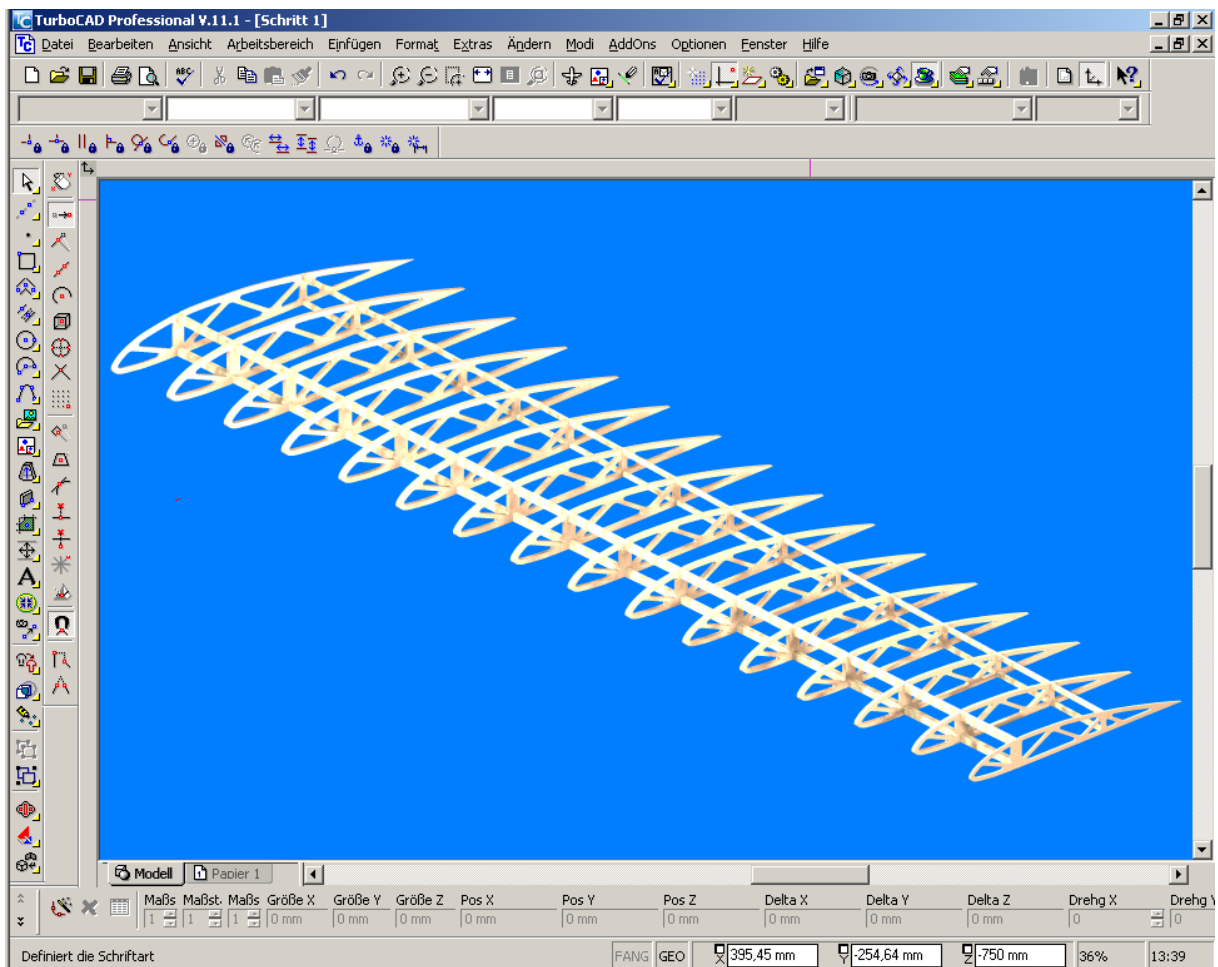 TurboCAD Professional V.11.1 - [Schritt 1]
Datei Bearbeiten Ansicht Arbeitsbereich Einfügen Format Extras Ändern Modi AddOns Optionen Fenster Hilfe
Modell Papier 1
Maßs Maßst. Maßs Größe X Größe Y Größe Z Pos X Pos Y Pos Z Delta X Delta Y Delta Z Drehg X Drehg Y
1 1 1 0 mm 0 mm 0 mm 0 mm 0 mm 0 mm 0 mm 0 mm 0 mm 0 0
Definiert die Schriftart FANG GEO X 395,45 mm Y -254,64 mm Z -750 mm 36% 13:39